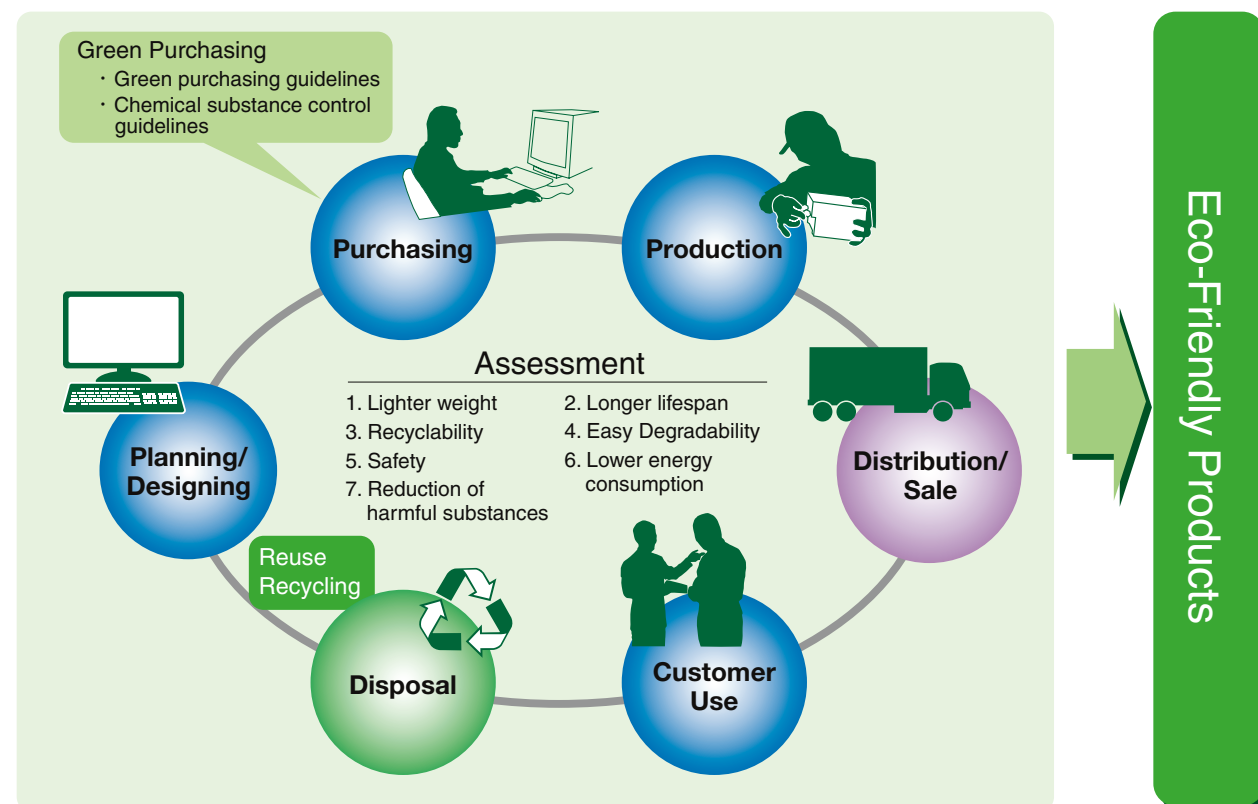 Green Purchasing
・Green purchasing guidelines
・Chemical substance control
guidelines
Purchasing
Production
Assessment
1. Lighter weight
2. Longer lifespan
3. Recyclability
4. Easy Degradability
5. Safety
6. Lower energy
consumption
7. Reduction of
harmful substances
Planning/
Designing
Distribution/
Sale
Reuse
Recycling
Disposal
Customer
Use
Eco-Friendly Products